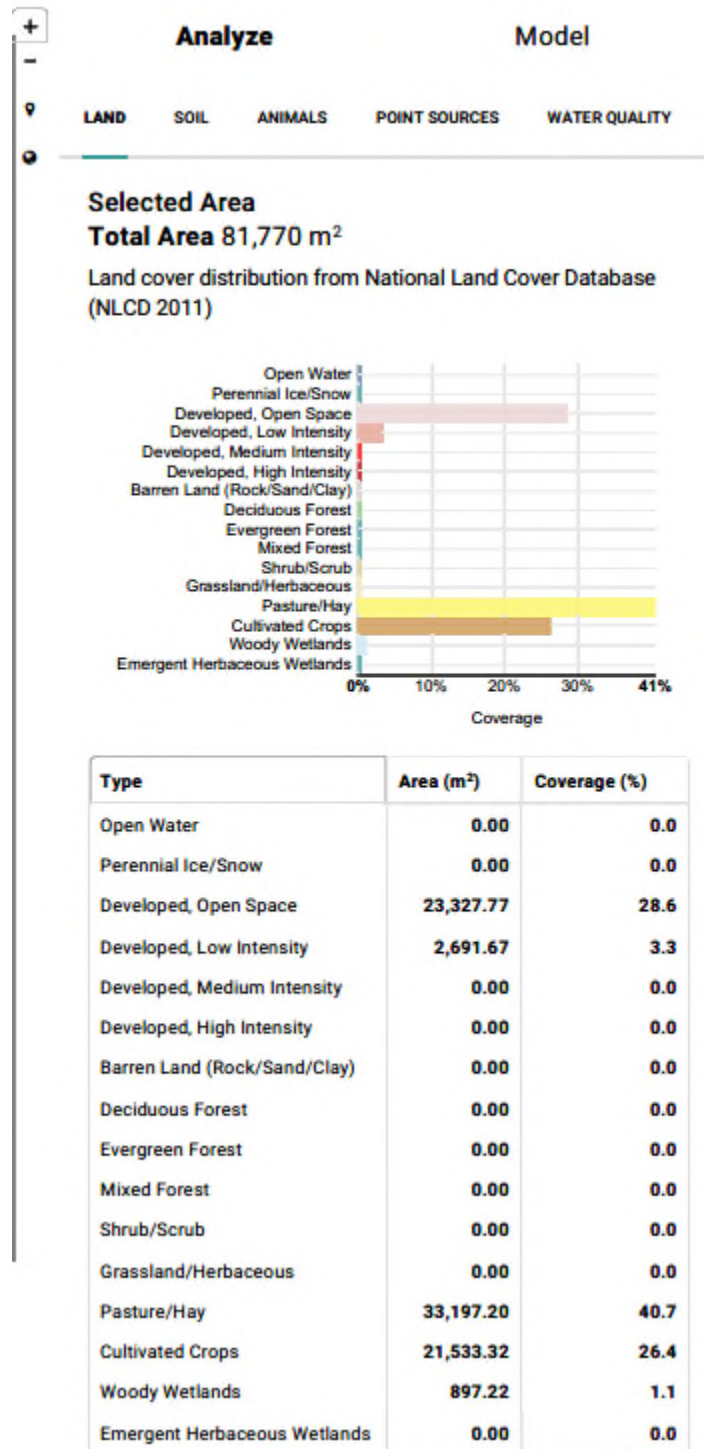 +
Analyze Model
−
LAND SOIL ANIMALS POINT SOURCES WATER QUALITY
Selected Area
Total Area 81,770 m²
Land cover distribution from National Land Cover Database
(NLCD 2011)
Open Water
Perennial Ice/Snow
Developed, Open Space
Developed, Low Intensity
Developed, Medium Intensity
Developed, High Intensity
Barren Land (Rock/Sand/Clay)
Deciduous Forest
Evergreen Forest
Mixed Forest
Shrub/Scrub
Grassland/Herbaceous
Pasture/Hay
Cultivated Crops
Woody Wetlands
Emergent Herbaceous Wetlands
0% 10% 20% 30% 41%
Coverage
Type Area (m²) Coverage (%)
Open Water 0.00 0.0
Perennial Ice/Snow 0.00 0.0
Developed, Open Space 23,327.77 28.6
Developed, Low Intensity 2,691.67 3.3
Developed, Medium Intensity 0.00 0.0
Developed, High Intensity 0.00 0.0
Barren Land (Rock/Sand/Clay) 0.00 0.0
Deciduous Forest 0.00 0.0
Evergreen Forest 0.00 0.0
Mixed Forest 0.00 0.0
Shrub/Scrub 0.00 0.0
Grassland/Herbaceous 0.00 0.0
Pasture/Hay 33,197.20 40.7
Cultivated Crops 21,533.32 26.4
Woody Wetlands 897.22 1.1
Emergent Herbaceous Wetlands 0.00 0.0